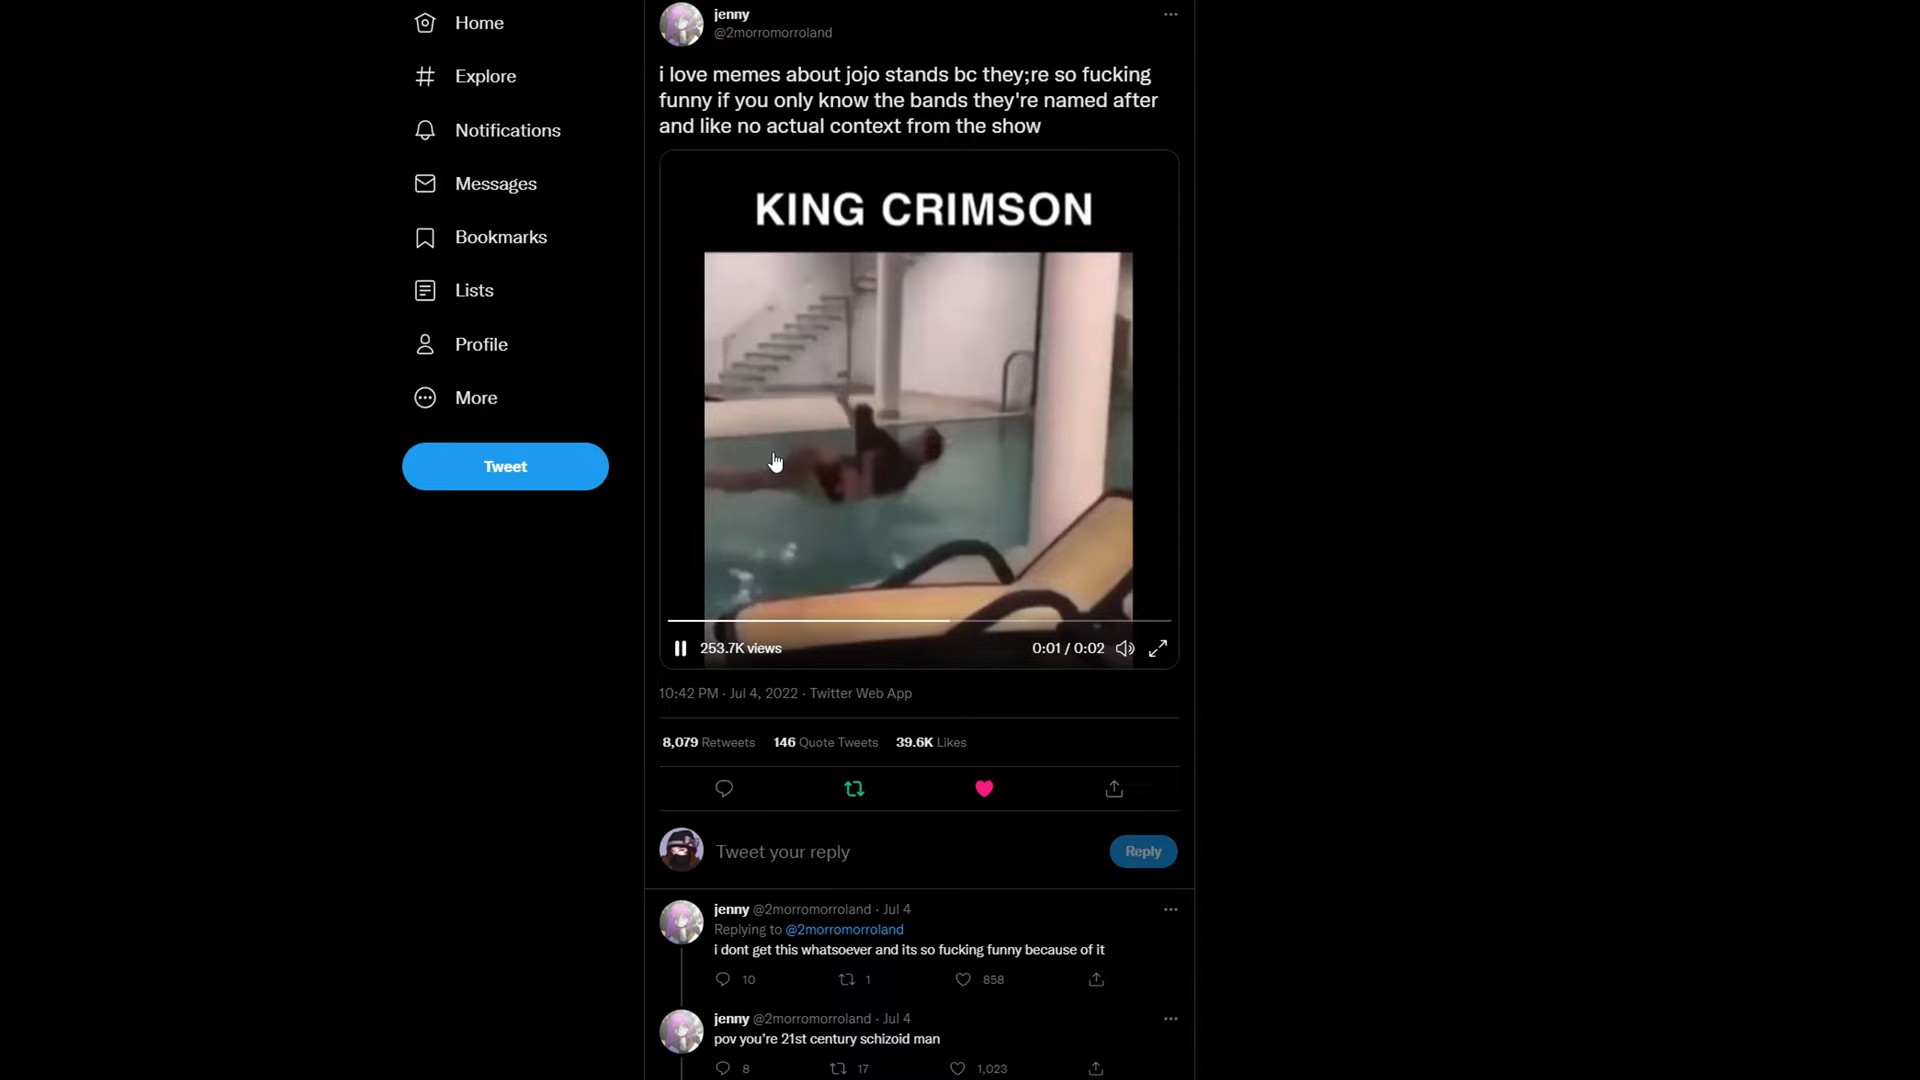 Home
Explore
Notifications
Messages
Bookmarks
Lists
Profile
More
Tweet
jenny
@2morromorroland
i love memes about jojo stands bc they;re so fucking
funny if you only know the bands they're named after
and like no actual context from the show
KING CRIMSON
253.7K views
0:01 / 0:02
10:42 PM · Jul 4, 2022 · Twitter Web App
8,079 Retweets 146 Quote Tweets 39.6K Likes
Tweet your reply
Reply
jenny @2morromorroland · Jul 4
Replying to @2morromorroland
i dont get this whatsoever and its so fucking funny because of it
10 1 858
jenny @2morromorroland · Jul 4
pov you're 21st century schizoid man
8 17 1,023